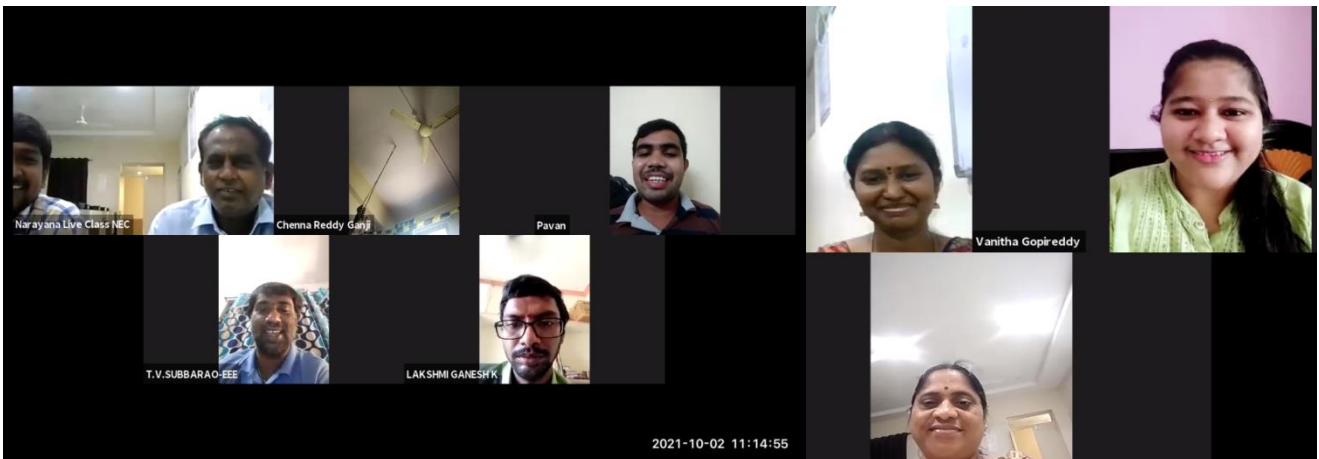 Narayana Live Class NEC
Chenna Reddy Ganji
Pavan
Vanitha Gopireddy
T.V.SUBBARAO-EEE
LAKSHMI GANESH K
2021-10-02 11:14:55